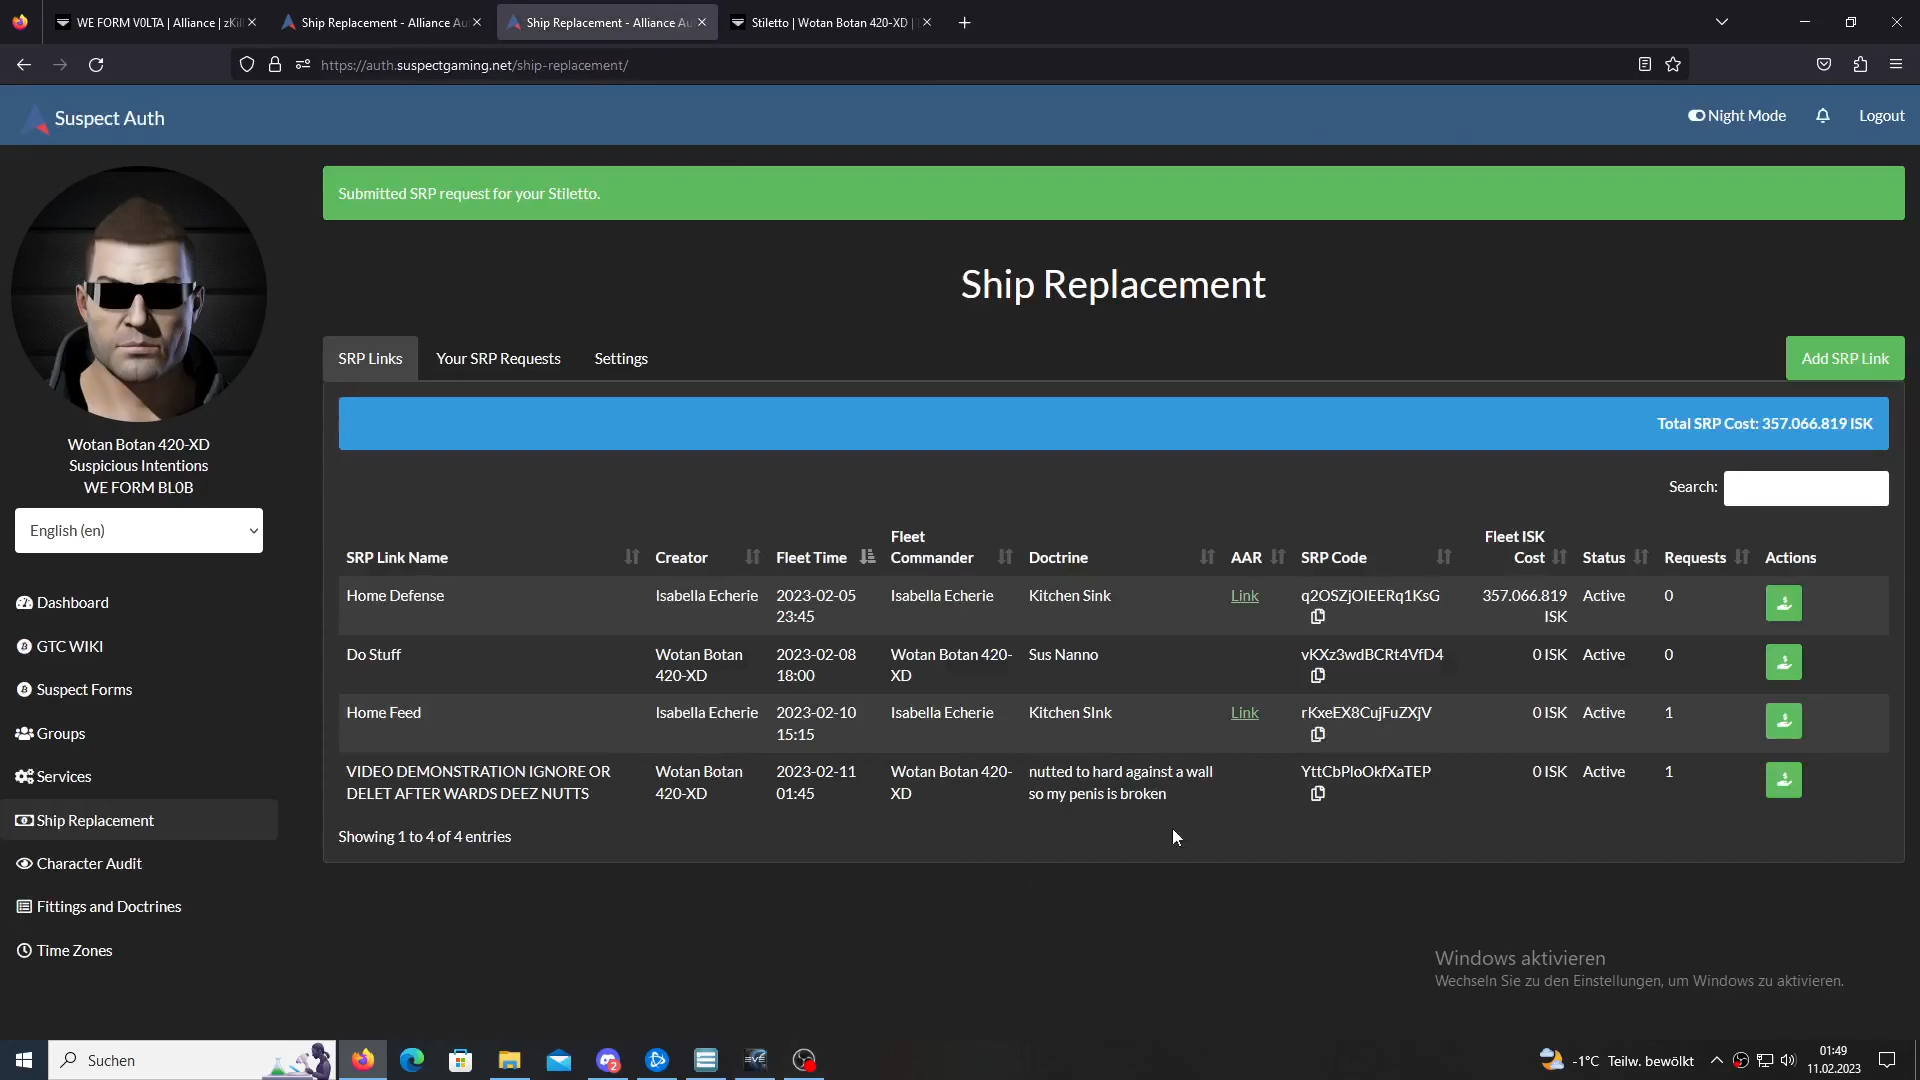 WE FORM V0LTA | Alliance | zKil
Ship Replacement - Alliance Au
Ship Replacement - Alliance Au
Stiletto | Wotan Botan 420-XD |
https://auth.suspectgaming.net/ship-replacement/
Suspect Auth
Night Mode
Logout
Submitted SRP request for your Stiletto.
Ship Replacement
SRP Links
Your SRP Requests
Settings
Add SRP Link
Total SRP Cost: 357.066.819 ISK
Wotan Botan 420-XD
Suspicious Intentions
WE FORM BL0B
English (en)
Dashboard
GTC WIKI
Suspect Forms
Groups
Services
Ship Replacement
Character Audit
Fittings and Doctrines
Time Zones
Search:
SRP Link Name
Creator
Fleet Time
Fleet
Commander
Doctrine
AAR
SRP Code
Fleet ISK
Cost
Status
Requests
Actions
Home Defense
Isabella Echerie
2023-02-05
23:45
Isabella Echerie
Kitchen Sink
Link
q2OSZjOIEERq1KsG
357.066.819
ISK
Active
0
Do Stuff
Wotan Botan
420-XD
2023-02-08
18:00
Wotan Botan 420-
XD
Sus Nanno
vKXz3wdBCRt4VfD4
0 ISK
Active
0
Home Feed
Isabella Echerie
2023-02-10
15:15
Isabella Echerie
Kitchen SInk
Link
rKxeEX8CujFuZXjV
0 ISK
Active
1
VIDEO DEMONSTRATION IGNORE OR
DELET AFTER WARDS DEEZ NUTTS
Wotan Botan
420-XD
2023-02-11
01:45
Wotan Botan 420-
XD
nutted to hard against a wall
so my penis is broken
YttCbPloOkfXaTEP
0 ISK
Active
1
Showing 1 to 4 of 4 entries
Windows aktivieren
Wechseln Sie zu den Einstellungen, um Windows zu aktivieren.
Suchen
2
EVE
-1°C Teilw. bewölkt
01:49
11.02.2023